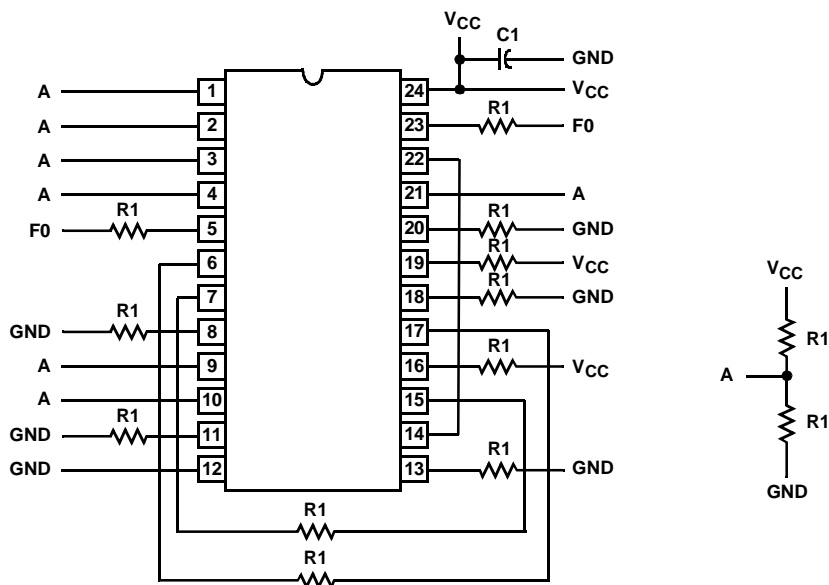 VCC
C1
GND
A 1 24 VCC
R1
A 2 23 F0
A 3 22
A 4 21 A
R1 R1
F0 5 20 GND
R1
6 19 VCC
R1
7 18 GND
R1
GND 8 17
R1
A 9 16 VCC
A 10 15
R1 R1
GND 11 14
GND 12 13 GND
R1
R1
VCC
R1
A
R1
GND